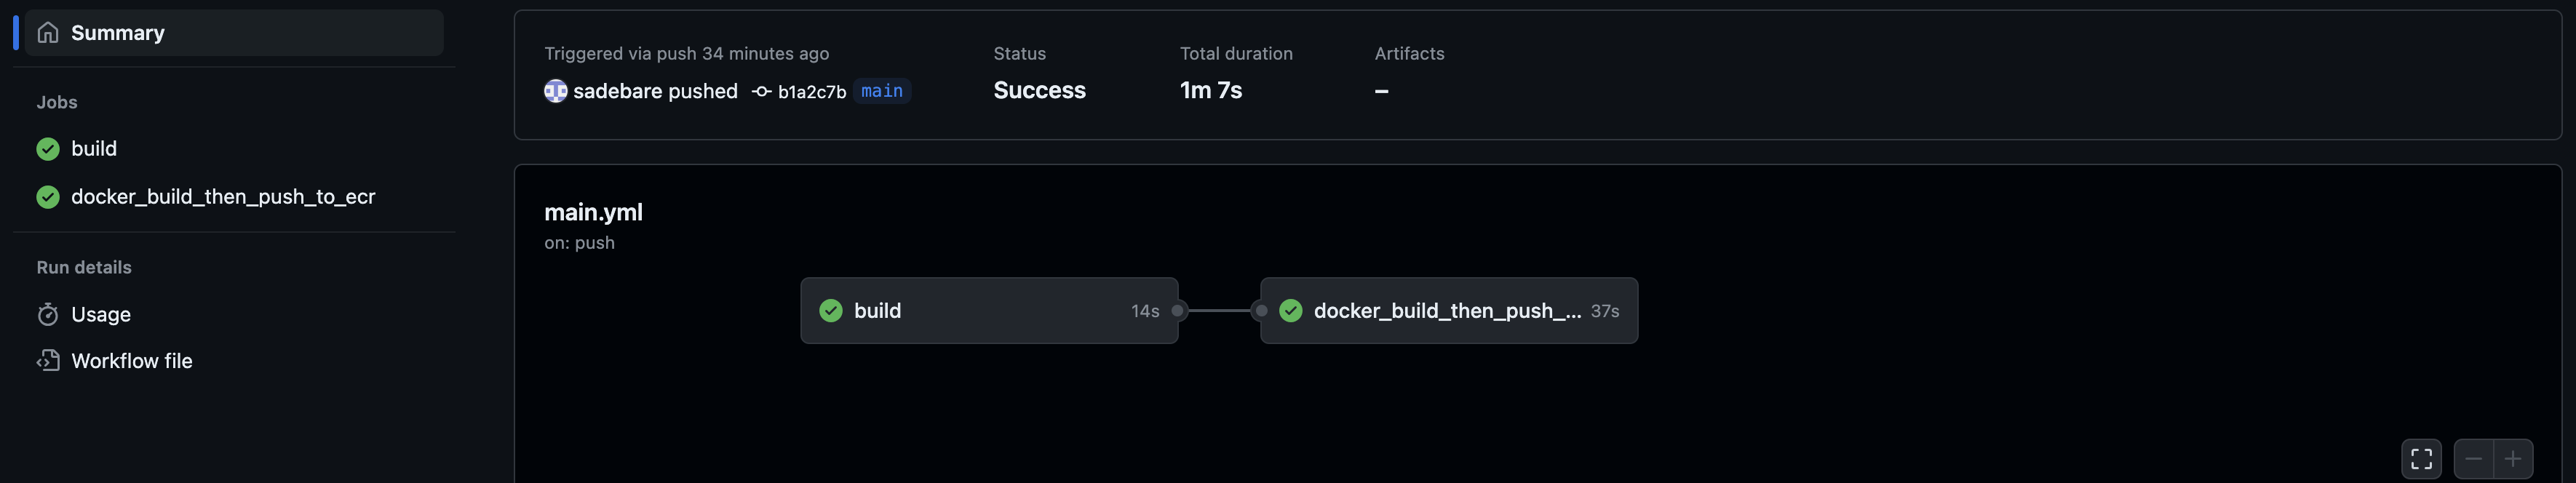 Summary
Jobs
build
docker_build_then_push_to_ecr
Run details
Usage
Workflow file
Triggered via push 34 minutes ago
sadebare pushed b1a2c7b main
Status
Success
Total duration
1m 7s
Artifacts
–
main.yml
on: push
build 14s
docker_build_then_push_... 37s